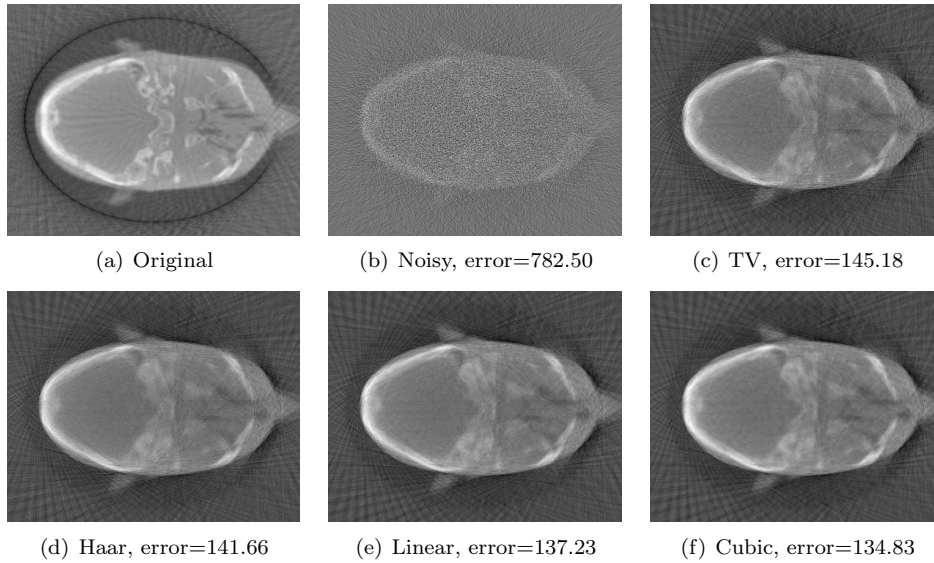 (a) Original
(b) Noisy, error=782.50
(c) TV, error=145.18
(d) Haar, error=141.66
(e) Linear, error=137.23
(f) Cubic, error=134.83